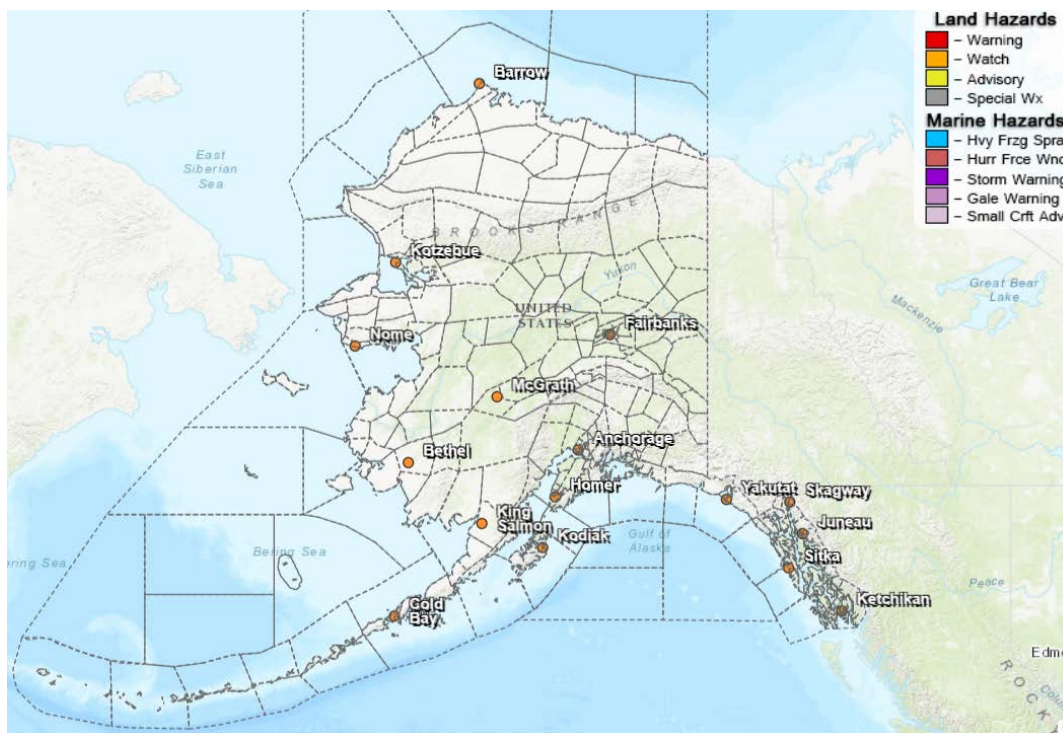 Land Hazards
– Warning
– Watch
– Advisory
– Special Wx
Marine Hazards
– Hvy Frzg Spra
– Hurr Frce Wnd
– Storm Warning
– Gale Warning
– Small Crft Adv
Barrow
East
Siberian
Sea
BROOKS RANGE
Kotzebue
Yukon
Great Bear
Lake
Mackenzie
UNITED
STATES
Fairbanks
Nome
McGrath
Anchorage
Bethel
Homer
Yakutat
Skagway
King
Salmon
Kodiak
Gulf of
Alaska
Juneau
Bering Sea
ering Sea
Sitka
Peace
Cold
Bay
Ketchikan
Edm
ROCK